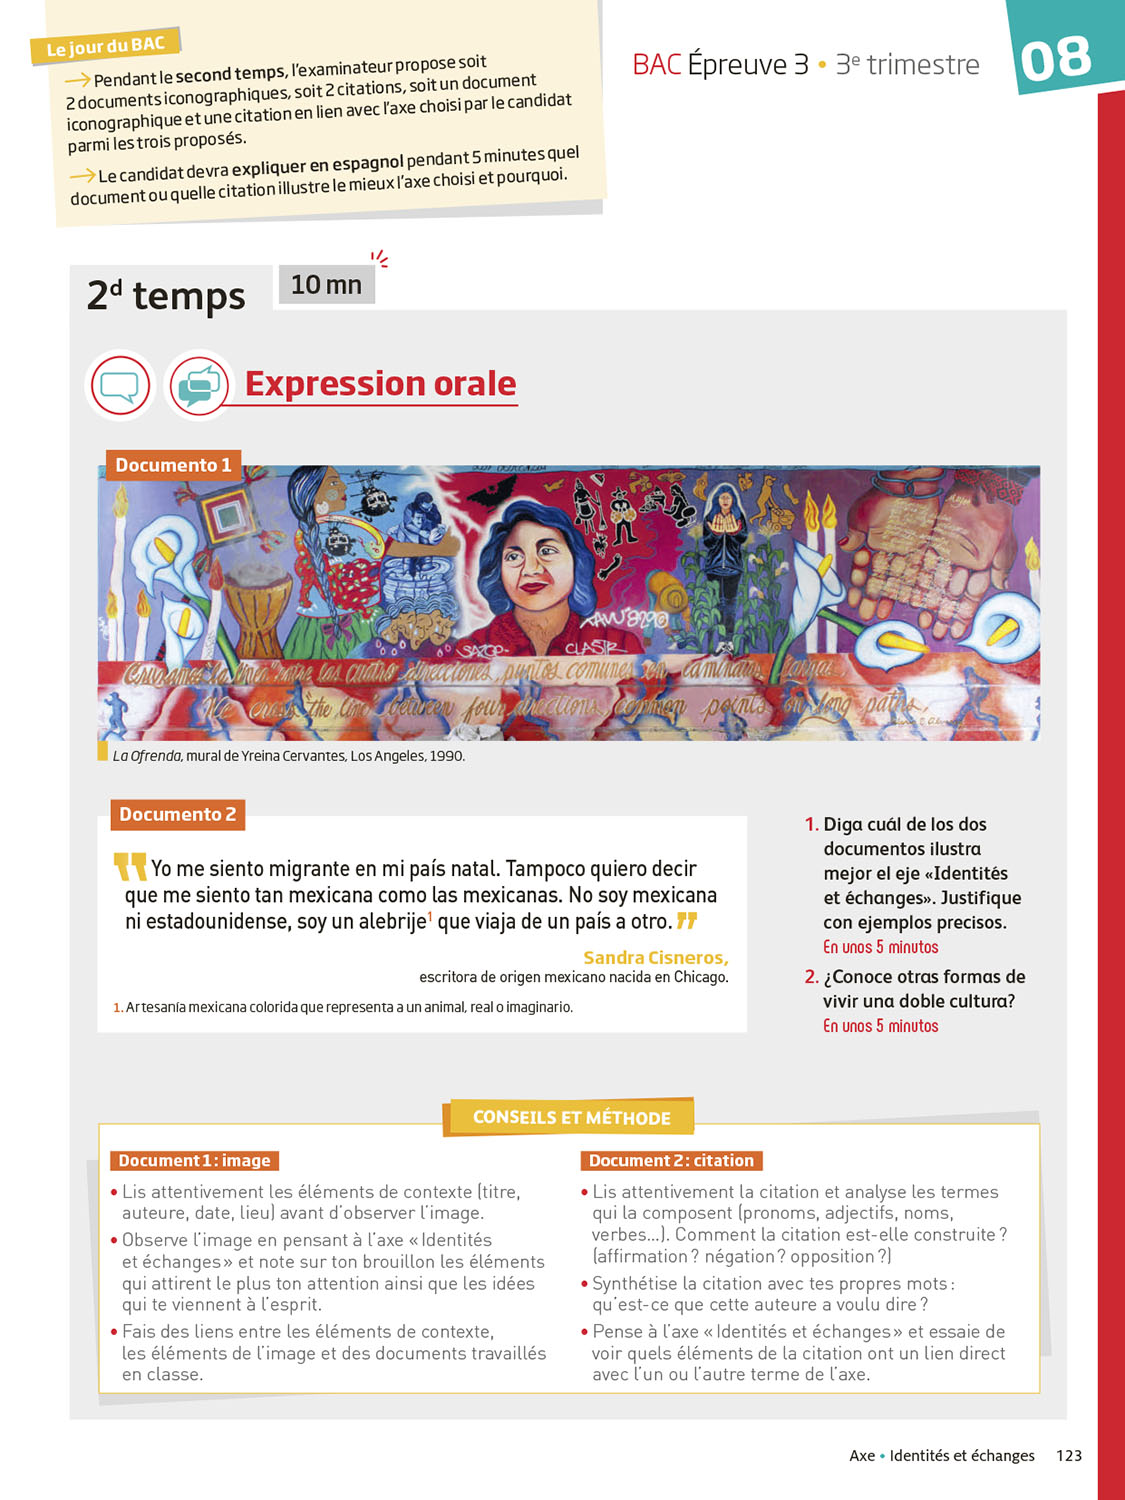 Le jour du BAC
Pendant le second temps, l'examinateur propose soit
2 documents iconographiques, soit 2 citations, soit un document
iconographique et une citation en lien avec l'axe choisi par le candidat
parmi les trois proposés.
Le candidat devra expliquer en espagnol pendant 5 minutes quel
document ou quelle citation illustre le mieux l'axe choisi et pourquoi.
BAC Épreuve 3 • 3e trimestre
08
2d temps
10 mn
Expression orale
Documento 1
Cruzamos "la línea" entre las cuatro direcciones, puntos comunes en caminatas largas.
We cross "the line" between four directions, common points on long paths,
La Ofrenda, mural de Yreina Cervantes, Los Angeles, 1990.
Documento 2
Yo me siento migrante en mi país natal. Tampoco quiero decir
que me siento tan mexicana como las mexicanas. No soy mexicana
ni estadounidense, soy un alebrije1 que viaja de un país a otro.
Sandra Cisneros,
escritora de origen mexicano nacida en Chicago.
1. Artesanía mexicana colorida que representa a un animal, real o imaginario.
1. Diga cuál de los dos
documentos ilustra
mejor el eje «Identités
et échanges». Justifique
con ejemplos precisos.
En unos 5 minutos
2. ¿Conoce otras formas de
vivir una doble cultura?
En unos 5 minutos
CONSEILS ET MÉTHODE
Document 1 : image
• Lis attentivement les éléments de contexte (titre,
auteure, date, lieu) avant d'observer l'image.
• Observe l'image en pensant à l'axe « Identités
et échanges » et note sur ton brouillon les éléments
qui attirent le plus ton attention ainsi que les idées
qui te viennent à l'esprit.
• Fais des liens entre les éléments de contexte,
les éléments de l'image et des documents travaillés
en classe.
Document 2 : citation
• Lis attentivement la citation et analyse les termes
qui la composent (pronoms, adjectifs, noms,
verbes…). Comment la citation est-elle construite ?
(affirmation ? négation ? opposition ?)
• Synthétise la citation avec tes propres mots :
qu'est-ce que cette auteure a voulu dire ?
• Pense à l'axe « Identités et échanges » et essaie de
voir quels éléments de la citation ont un lien direct
avec l'un ou l'autre terme de l'axe.
Axe • Identités et échanges 123